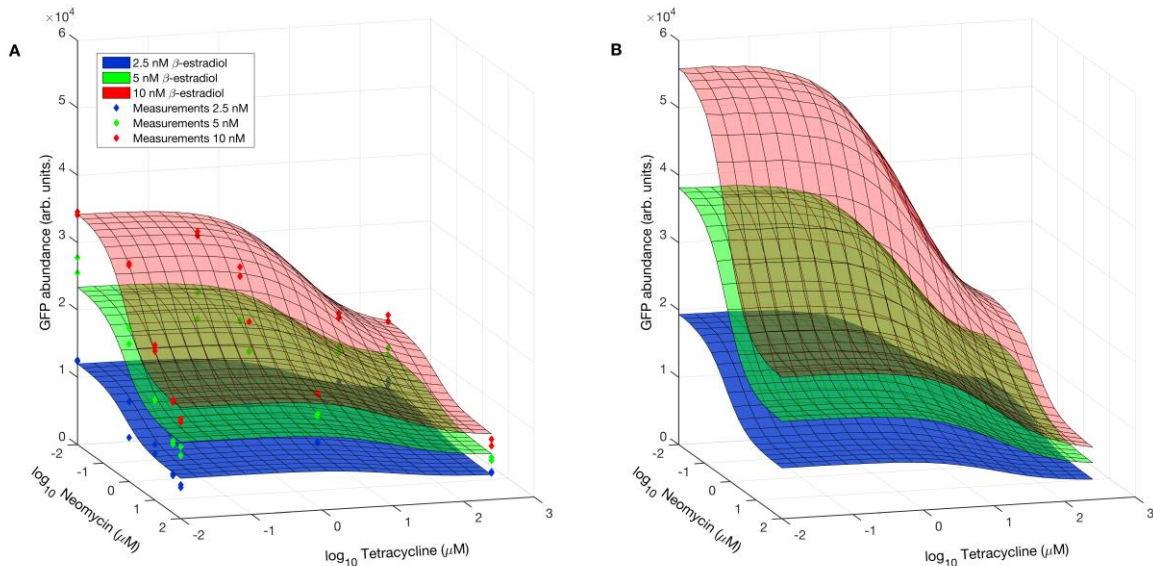 A
×10⁴
6
5
4
3
2
1
0
GFP abundance (arb. units.)
2.5 nM β-estradiol
5 nM β-estradiol
10 nM β-estradiol
Measurements 2.5 nM
Measurements 5 nM
Measurements 10 nM
-2
-1
0
1
2
log₁₀ Neomycin (μM)
-2
-1
0
1
2
3
log₁₀ Tetracycline (μM)
B
×10⁴
6
5
4
3
2
1
0
GFP abundance (arb. units.)
-2
-1
0
1
2
log₁₀ Neomycin (μM)
-2
-1
0
1
2
3
log₁₀ Tetracycline (μM)